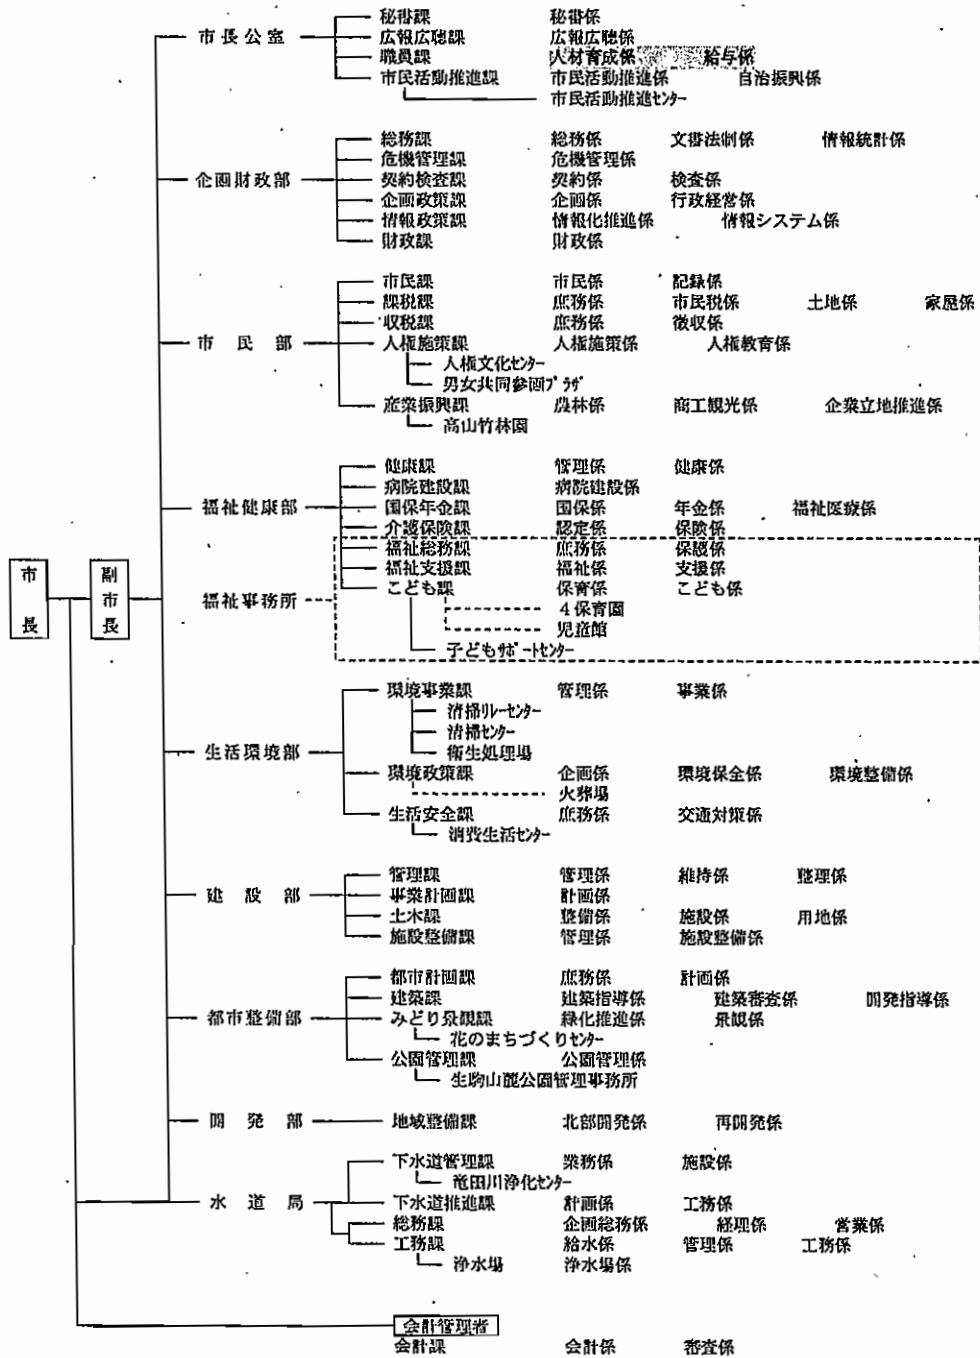 秘書課 秘書係
市長公室 広報広聴課 広報広聴係
職員課 人材育成係 給与係
市民活動推進課 市民活動推進係 自治振興係
市民活動推進センター
総務課 総務係 文書法制係 情報統計係
危機管理課 危機管理係
企画財政部 契約検査課 契約係 検査係
企画政策課 企画係 行政経営係
情報政策課 情報化推進係 情報システム係
財政課 財政係
市民課 市民係 記録係
課税課 庶務係 市民税係 土地係 家屋係
収税課 庶務係 徴収係
市民部 人権施策課 人権施策係 人権教育係
人権文化センター
男女共同参画プラザ
産業振興課 農林係 商工観光係 企業立地推進係
高山竹林園
健康課 管理係 健康係
病院建設課 病院建設係
福祉健康部 国保年金課 国保係 年金係 福祉医療係
介護保険課 認定係 保険係
福祉総務課 庶務係 保護係
福祉支援課 福祉係 支援係
こども課 保育係 こども係
市長 副市長 福祉事務所
4保育園
児童館
子どもサポートセンター
環境事業課 管理係 事業係
清掃リレーセンター
清掃センター
生活環境部 衛生処理場
環境政策課 企画係 環境保全係 環境整備係
火葬場
生活安全課 庶務係 交通対策係
消費生活センター
管理課 管理係 維持係 整理係
建設部 事業計画課 計画係
土木課 整備係 施設係 用地係
施設整備課 管理係 施設整備係
都市計画課 庶務係 計画係
建築課 建築指導係 建築審査係 開発指導係
都市整備部 みどり景観課 緑化推進係 景観係
花のまちづくりセンター
公園管理課 公園管理係
生駒山麓公園管理事務所
開発部 地域整備課 北部開発係 再開発係
下水道管理課 業務係 施設係
竜田川浄化センター
水道局 下水道推進課 計画係 工務係
総務課 企画総務係 経理係 営業係
工務課 給水係 管理係 工務係
浄水場 浄水場係
会計管理者
会計課 会計係 審査係